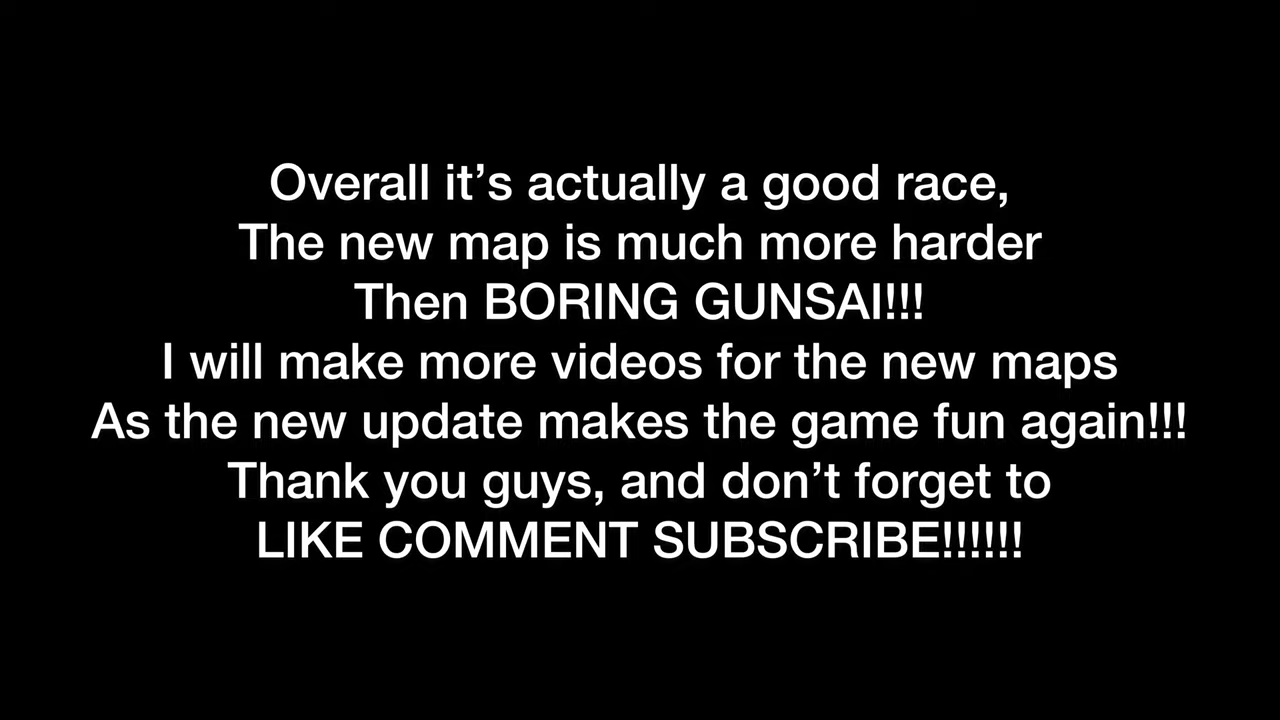 Overall it’s actually a good race,
The new map is much more harder
Then BORING GUNSAI!!!
I will make more videos for the new maps
As the new update makes the game fun again!!!
Thank you guys, and don’t forget to
LIKE COMMENT SUBSCRIBE!!!!!!